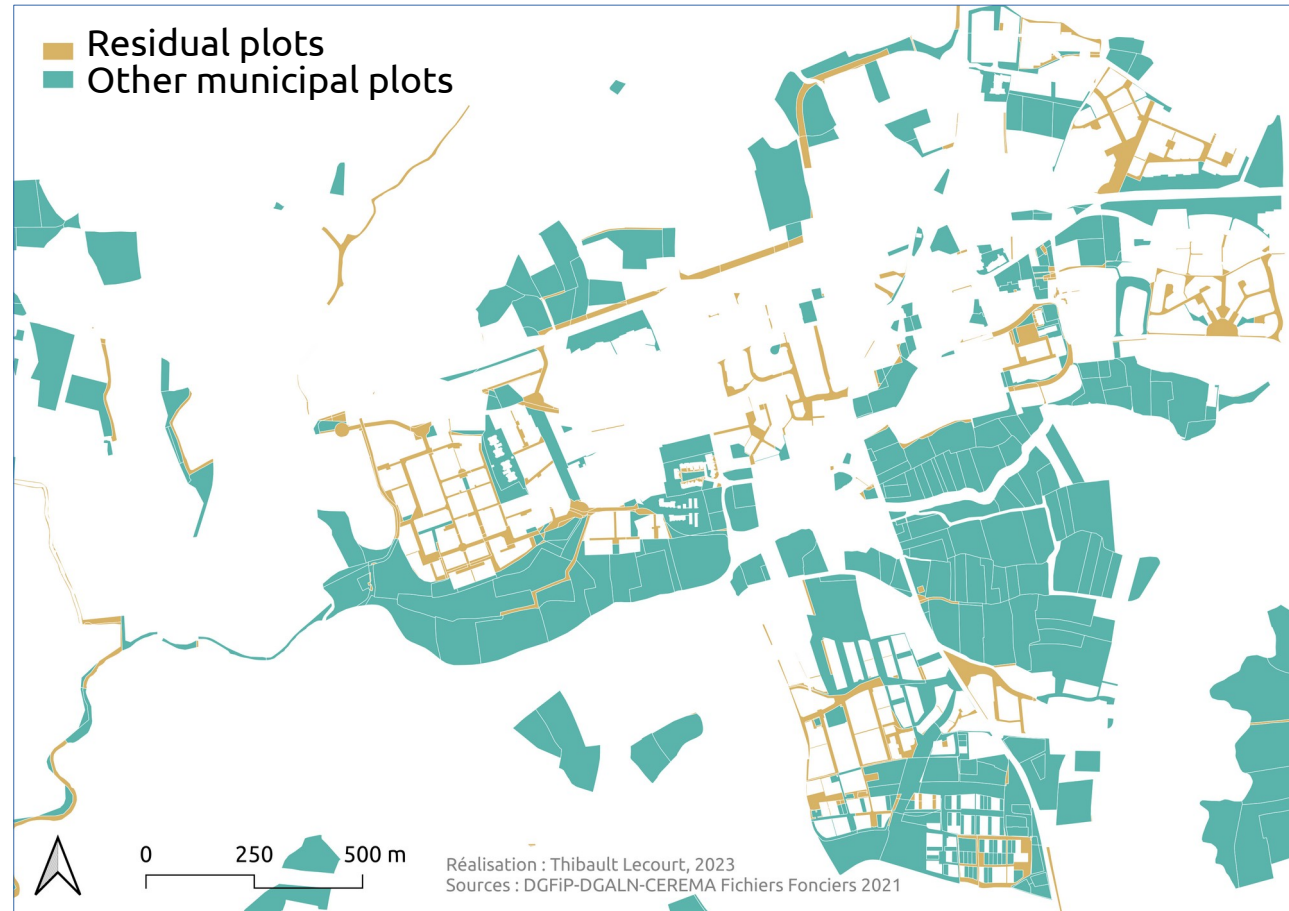 Residual plots
Other municipal plots
0 250 500 m
Réalisation : Thibault Lecourt, 2023
Sources : DGFiP-DGALN-CEREMA Fichiers Fonciers 2021